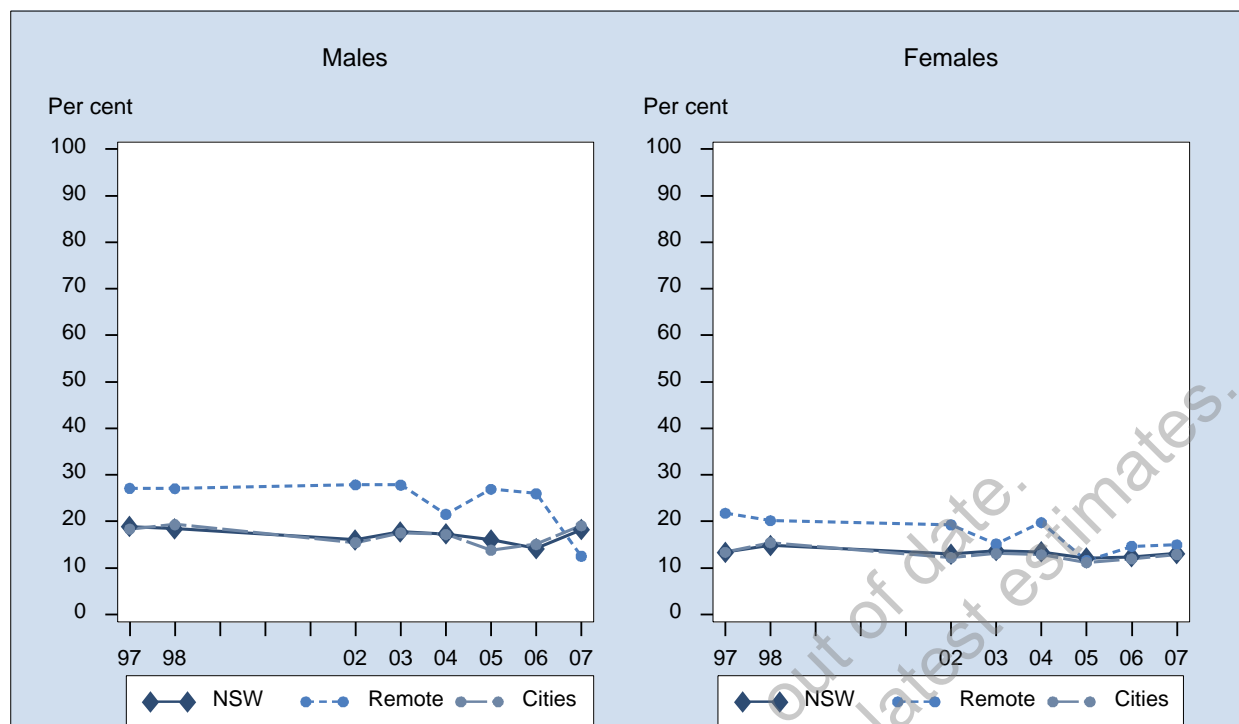 Males
Per cent
100
90
80
70
60
50
40
30
20
10
0
97 98 02 03 04 05 06 07
NSW Remote Cities
Females
Per cent
100
90
80
70
60
50
40
30
20
10
0
97 98 02 03 04 05 06 07
NSW Remote Cities
out of date.
latest estimates.